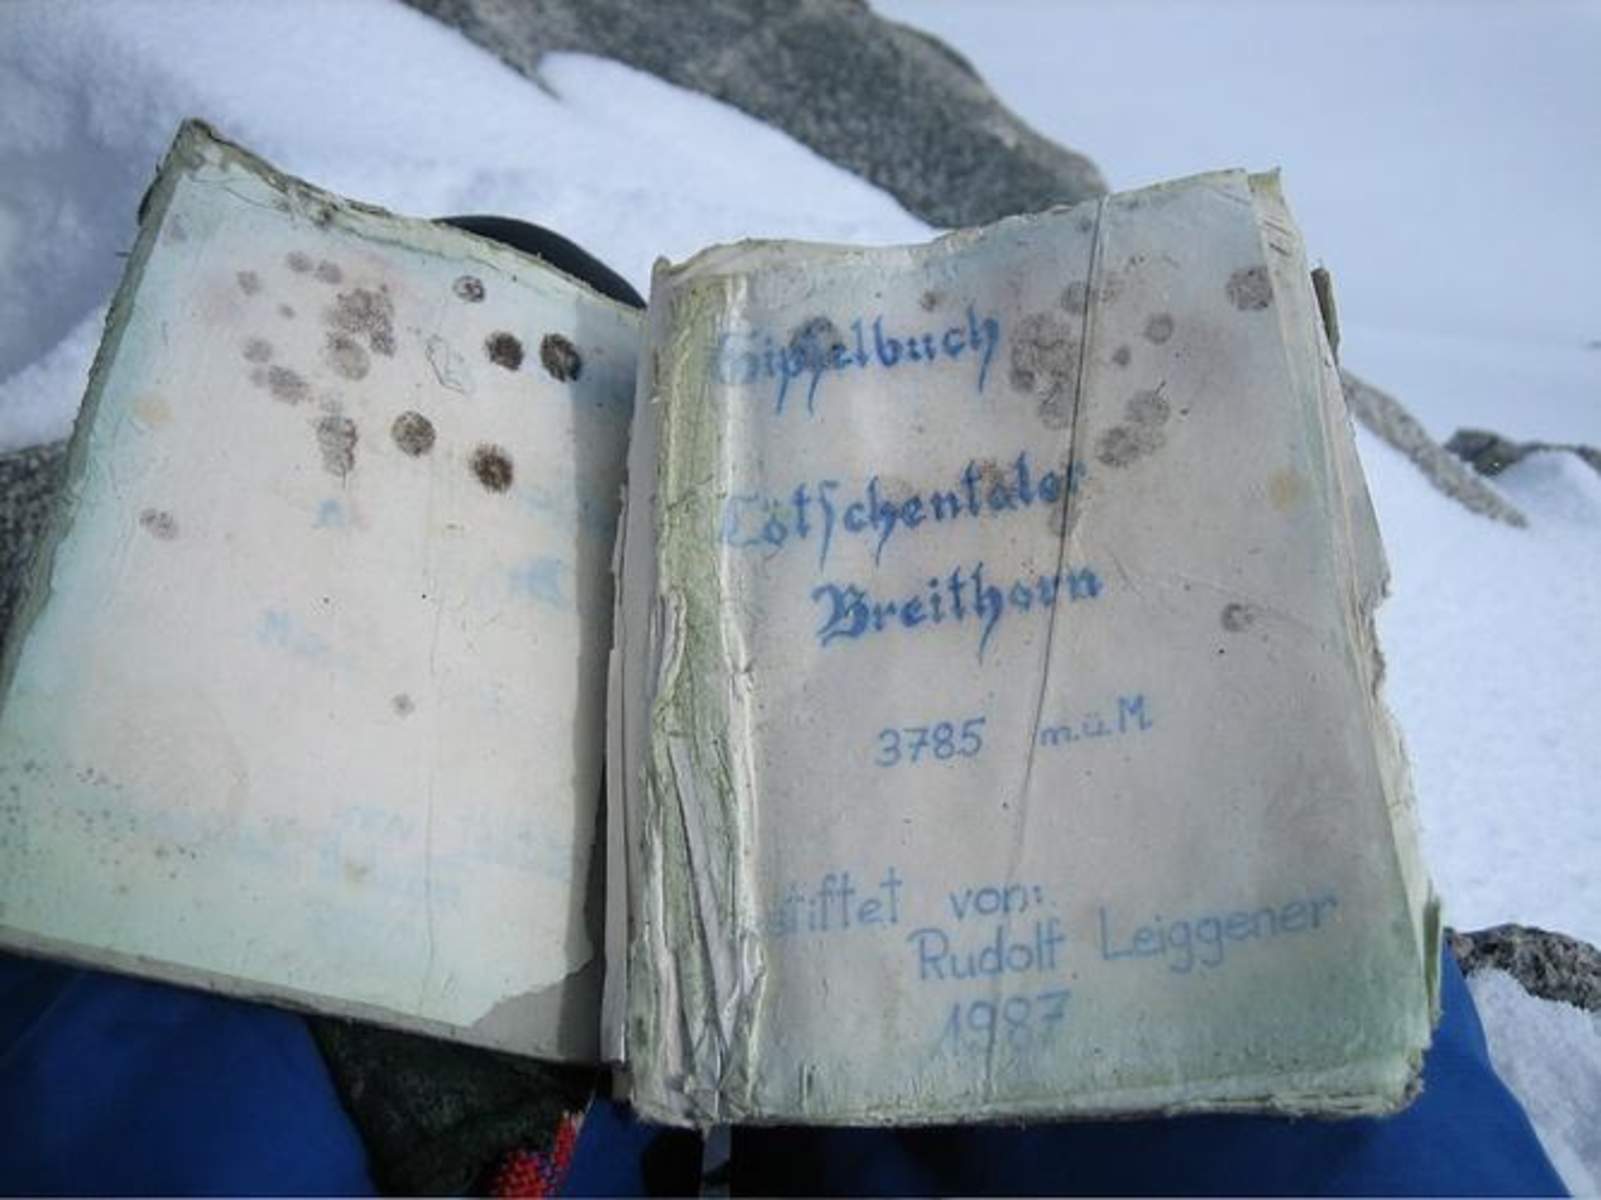 Gipfelbuch
Lötschentaler
Breithorn
3785 m.ü.M
stiftet von:
Rudolf Leiggener
1987